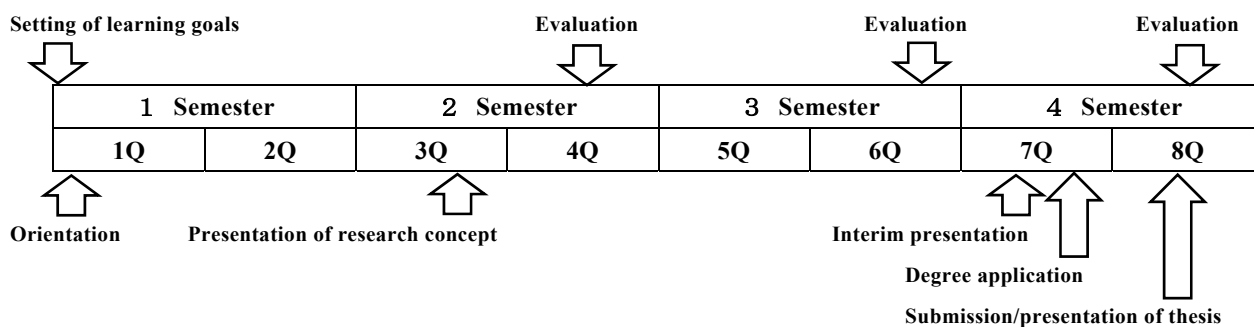 Setting of learning goals Evaluation Evaluation Evaluation
１ Semester ２ Semester ３ Semester ４ Semester
1Q 2Q 3Q 4Q 5Q 6Q 7Q 8Q
Orientation Presentation of research concept Interim presentation
Degree application
Submission/presentation of thesis